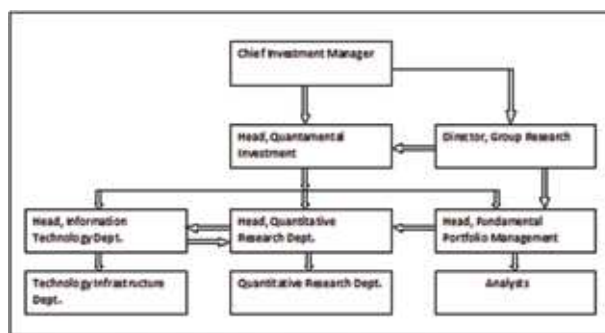 Chief Investment Manager
Head, Quantamental
Investment
Director, Group Research
Head, Information
Technology Dept.
Head, Quantitative
Research Dept.
Head, Fundamental
Portfolio Management
Technology Infrastructure
Dept.
Quantitative Research Dept.
Analysts